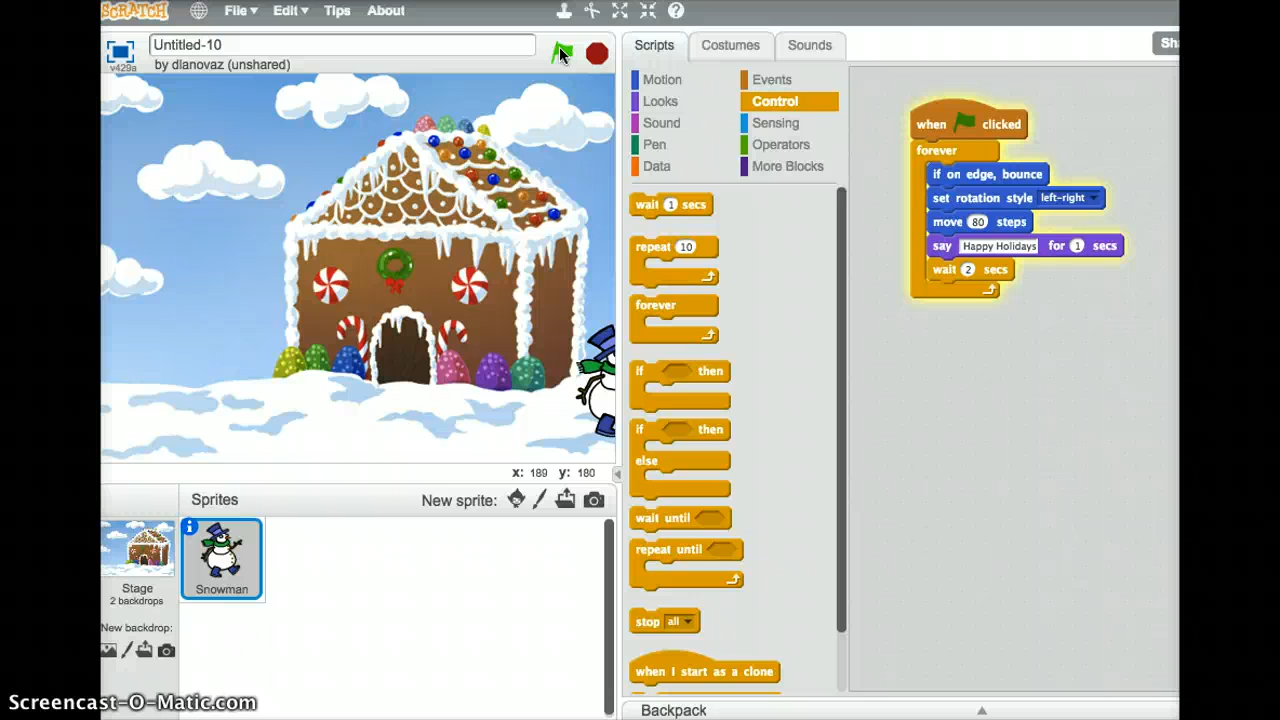 SCRATCH File Edit Tips About
Untitled-10
by dlanovaz (unshared)
v429a
Scripts Costumes Sounds
Sha
Motion Events
Looks Control
Sound Sensing
Pen Operators
Data More Blocks
wait 1 secs
repeat 10
forever
if then
if then
else
wait until
repeat until
stop all
when I start as a clone
when clicked
forever
if on edge, bounce
set rotation style left-right
move 80 steps
say Happy Holidays for 1 secs
wait 2 secs
x: 189 y: 180
Sprites New sprite:
Stage
2 backdrops
New backdrop:
Snowman
Backpack
Screencast-O-Matic.com